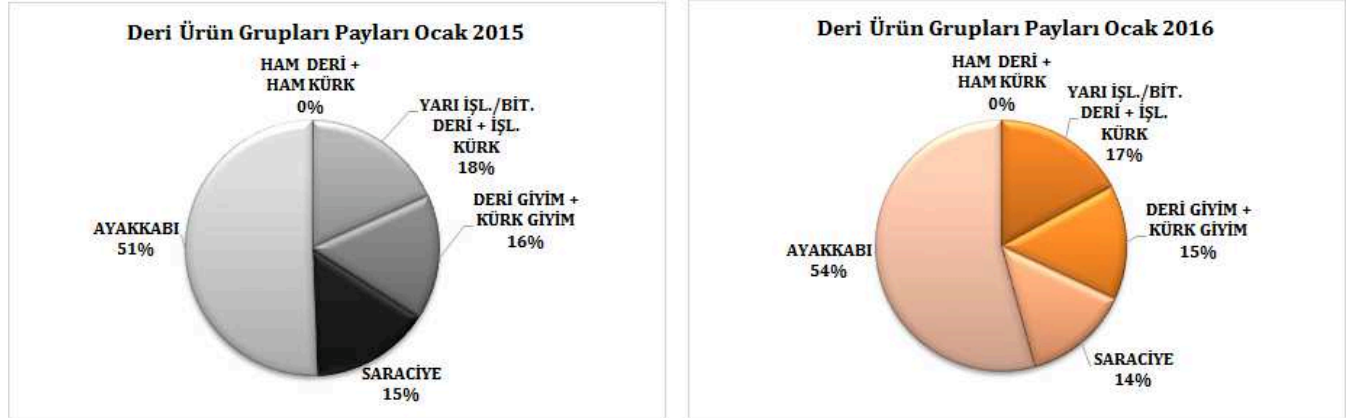 Deri Ürün Grupları Payları Ocak 2015
HAM DERİ +
HAM KÜRK
0%
YARI İŞL./BİT.
DERİ + İŞL.
KÜRK
18%
DERİ GİYİM +
KÜRK GİYİM
16%
SARACİYE
15%
AYAKKABI
51%
Deri Ürün Grupları Payları Ocak 2016
HAM DERİ +
HAM KÜRK
0%
YARI İŞL./BİT.
DERİ + İŞL.
KÜRK
17%
DERİ GİYİM +
KÜRK GİYİM
15%
SARACİYE
14%
AYAKKABI
54%